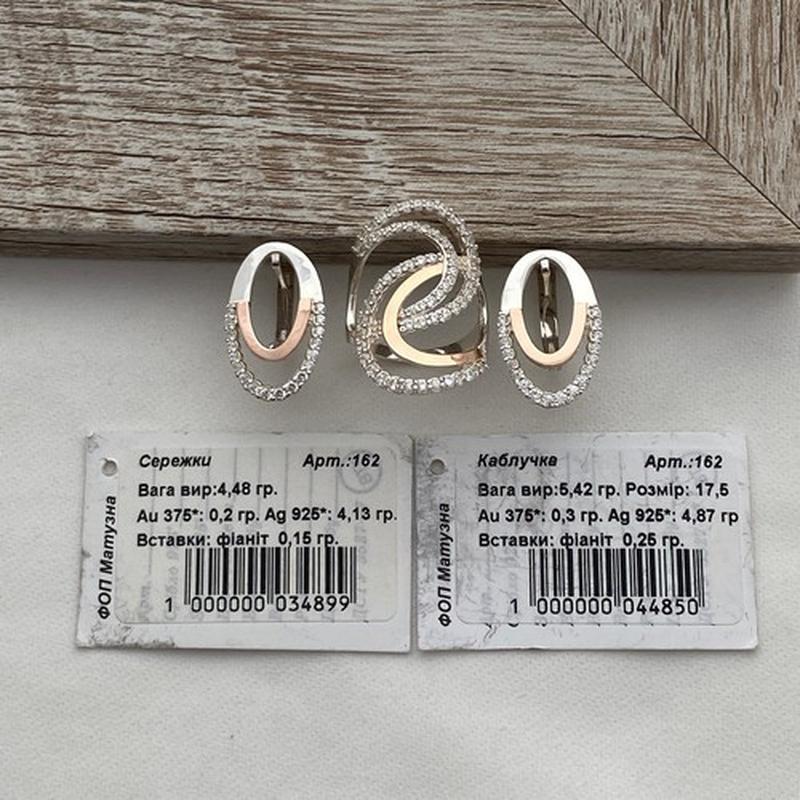 Сережки Арт.:162
Вага вир:4,48 гр.
Au 375*: 0,2 гр. Ag 925*: 4,13 гр.
Вставки: фіаніт 0,15 гр.
1 000000 034899
ФОП Матузна
Каблучка Арт.:162
Вага вир:5,42 гр. Розмір: 17,5
Au 375*: 0,3 гр. Ag 925*: 4,87 гр
Вставки: фіаніт 0,25 гр.
1 000000 044850
ФОП Матузна